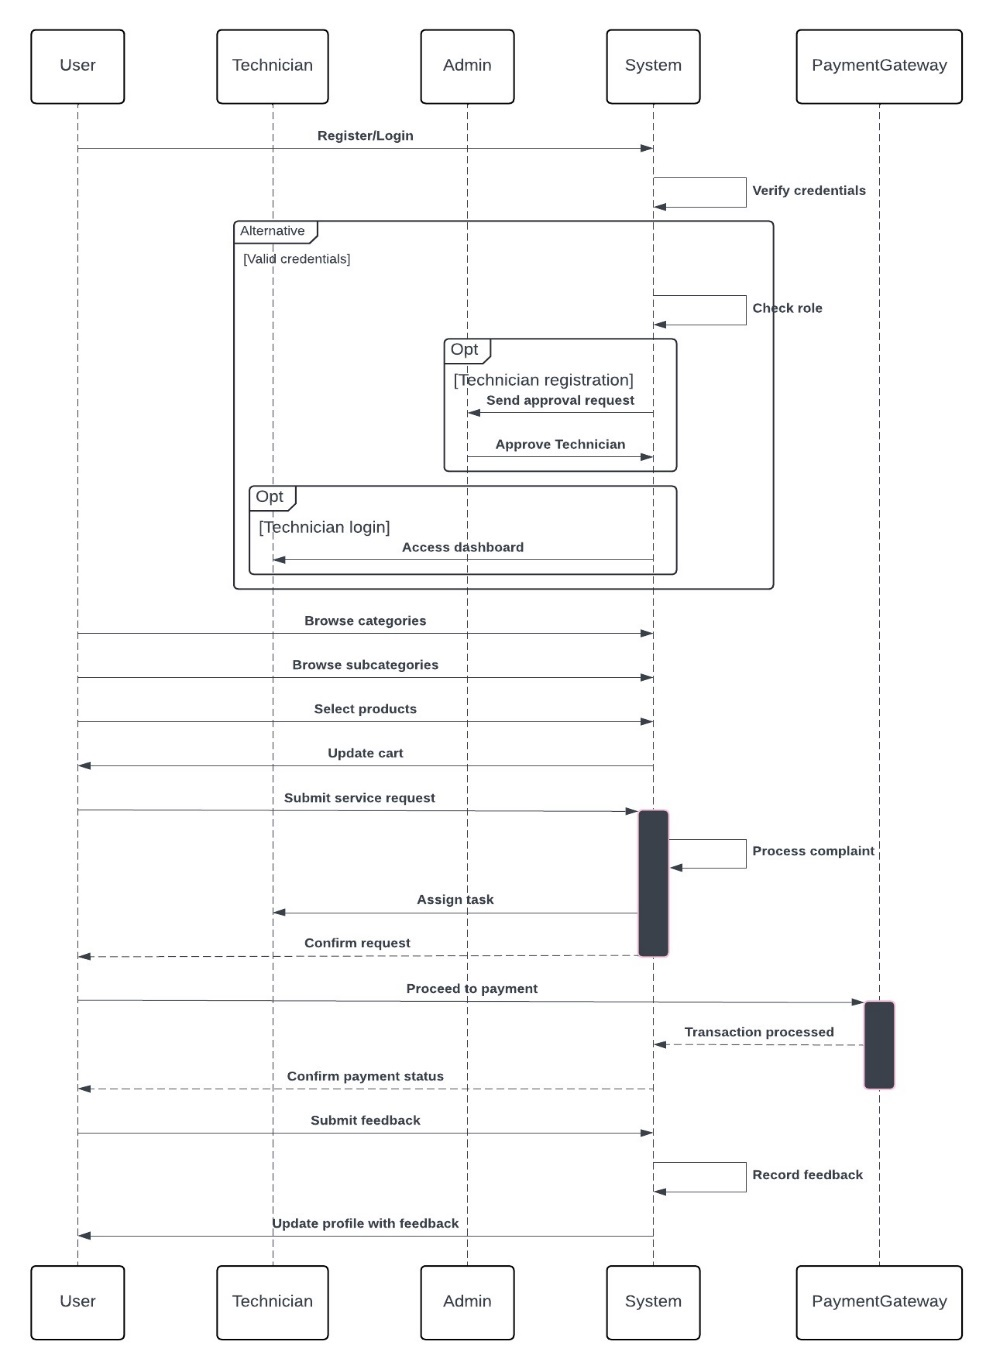 User
Technician
Admin
System
PaymentGateway
Register/Login
Verify credentials
Alternative
[Valid credentials]
Check role
Opt
[Technician registration]
Send approval request
Approve Technician
Opt
[Technician login]
Access dashboard
Browse categories
Browse subcategories
Select products
Update cart
Submit service request
Process complaint
Assign task
Confirm request
Proceed to payment
Transaction processed
Confirm payment status
Submit feedback
Record feedback
Update profile with feedback
User
Technician
Admin
System
PaymentGateway